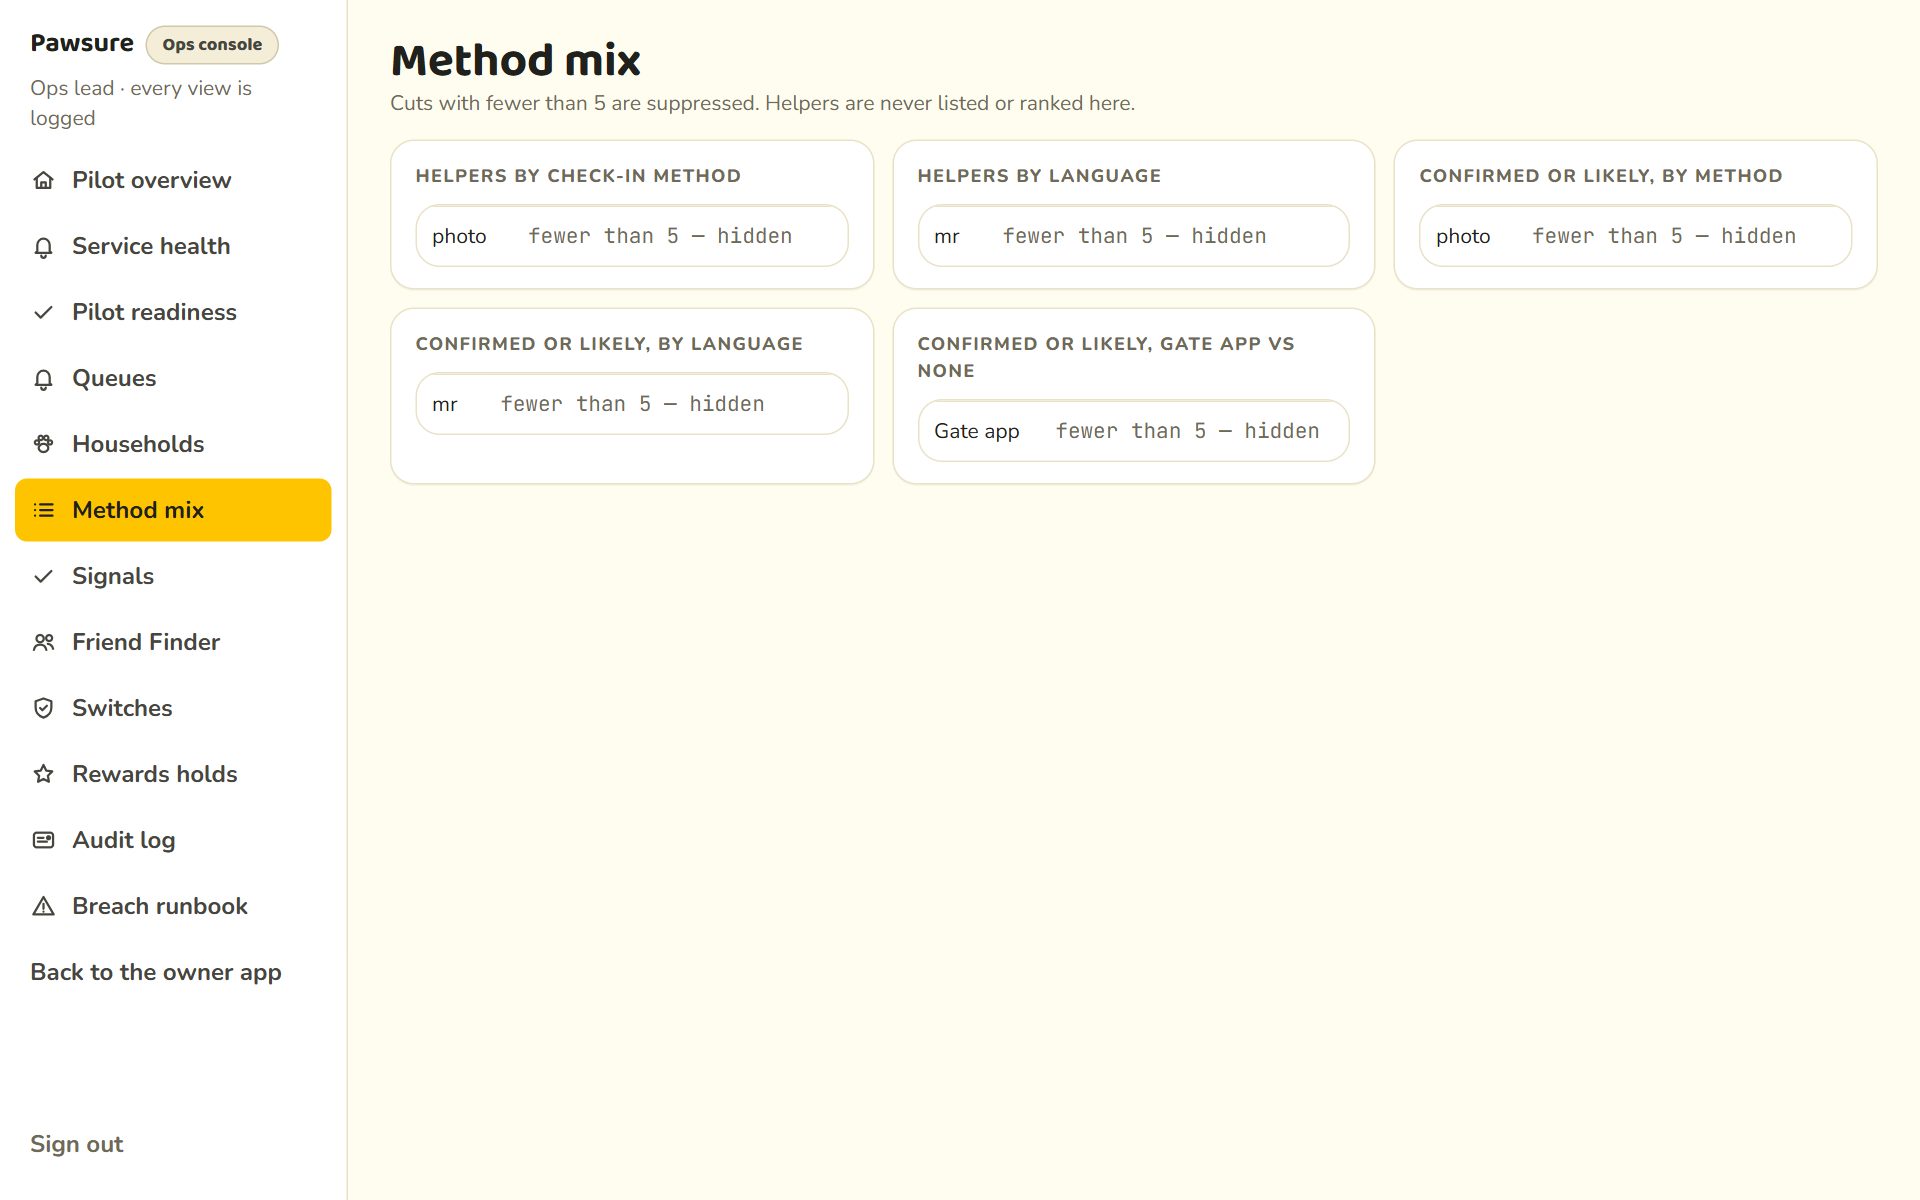 Pawsure Ops console
Ops lead · every view is
logged
Pilot overview
Service health
Pilot readiness
Queues
Households
Method mix
Signals
Friend Finder
Switches
Rewards holds
Audit log
Breach runbook
Back to the owner app
Sign out
Method mix
Cuts with fewer than 5 are suppressed. Helpers are never listed or ranked here.
HELPERS BY CHECK-IN METHOD
photo fewer than 5 — hidden
HELPERS BY LANGUAGE
mr fewer than 5 — hidden
CONFIRMED OR LIKELY, BY METHOD
photo fewer than 5 — hidden
CONFIRMED OR LIKELY, BY LANGUAGE
mr fewer than 5 — hidden
CONFIRMED OR LIKELY, GATE APP VS
NONE
Gate app fewer than 5 — hidden